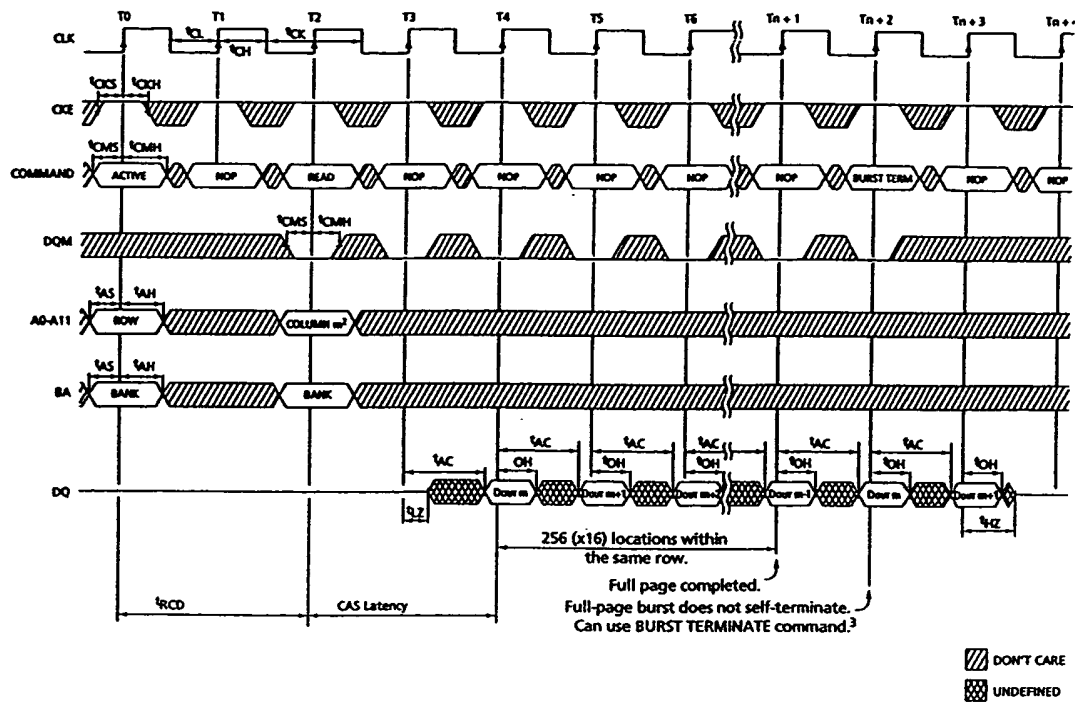 T0 T1 T2 T3 T4 T5 T6 Tn + 1 Tn + 2 Tn + 3
CLK
tCL tCK
tCH
tCKS tCKH
CKE
tCMS tCMH
COMMAND ACTIVE NOP READ NOP NOP NOP NOP NOP BURST TERM NOP NOP
tCMS tCMH
DQM
tAS tAH
A0-A11 ROW COLUMN m2
tAS tAH
BA BANK BANK
tAC tAC tAC tAC tAC tAC
OH tOH tOH tOH tOH tOH
DQ Dout m Dout m+1 Dout m+2 Dout m-1 Dout m Dout m+1
tLZ tHZ
256 (x16) locations within
the same row.
Full page completed.
tRCD CAS Latency
Full-page burst does not self-terminate.
Can use BURST TERMINATE command.3
DON'T CARE
UNDEFINED